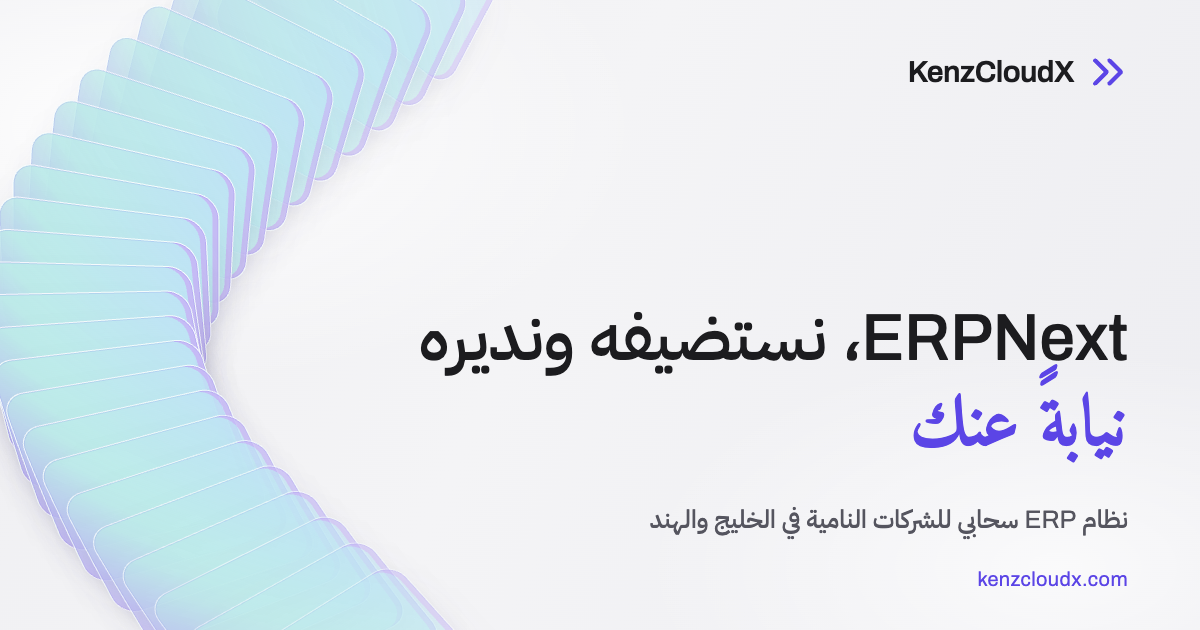 KenzCloudX
ERPNext، نستضيفه ونديره
نيابةً عنك
نظام ERP سحابي للشركات النامية في الخليج والهند
kenzcloudx.com